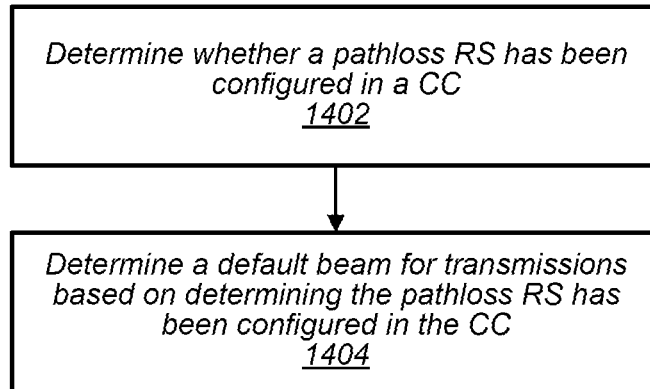 Determine whether a pathloss RS has been
configured in a CC
1402
Determine a default beam for transmissions
based on determining the pathloss RS has
been configured in the CC
1404